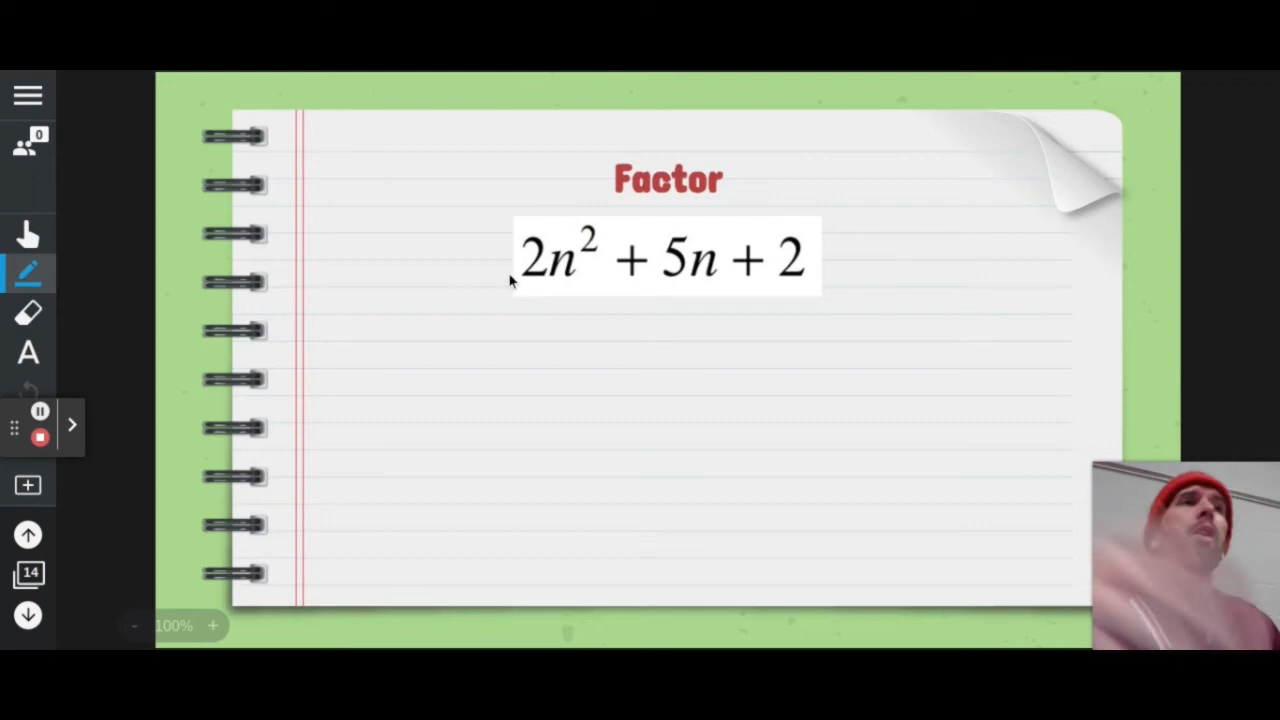 0
Factor
2n² + 5n + 2
A
14
- 100% +